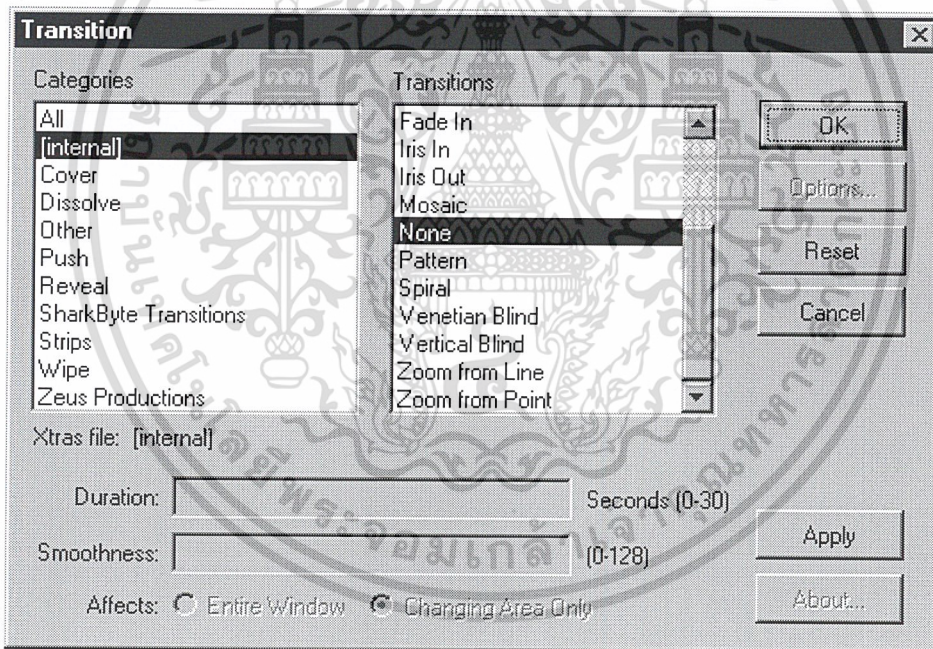 Transition
Categories
Transitions
All
[internal]
Cover
Dissolve
Other
Push
Reveal
SharkByte Transitions
Strips
Wipe
Zeus Productions
Fade In
Iris In
Iris Out
Mosaic
None
Pattern
Spiral
Venetian Blind
Vertical Blind
Zoom from Line
Zoom from Point
OK
Options...
Reset
Cancel
Xtras file: [internal]
Duration:
Seconds (0-30)
Smoothness:
(0-128)
Affects:
Entire Window
Changing Area Only
Apply
About...